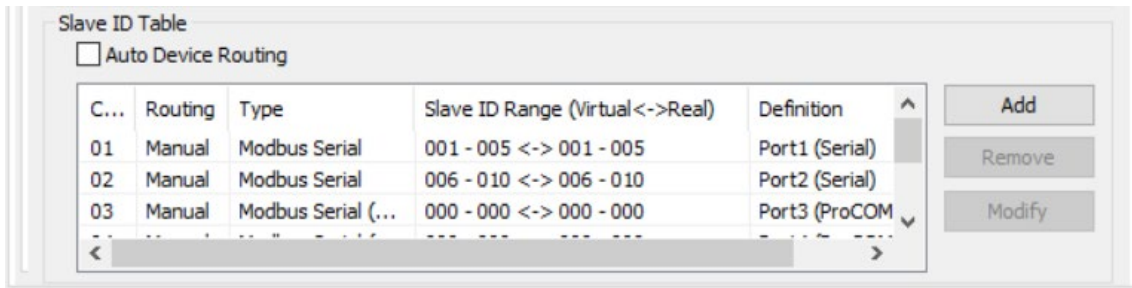 Slave ID Table
Auto Device Routing
C... Routing Type Slave ID Range (Virtual<->Real) Definition
01 Manual Modbus Serial 001 - 005 <-> 001 - 005 Port1 (Serial)
02 Manual Modbus Serial 006 - 010 <-> 006 - 010 Port2 (Serial)
03 Manual Modbus Serial (... 000 - 000 <-> 000 - 000 Port3 (ProCOM
Add
Remove
Modify